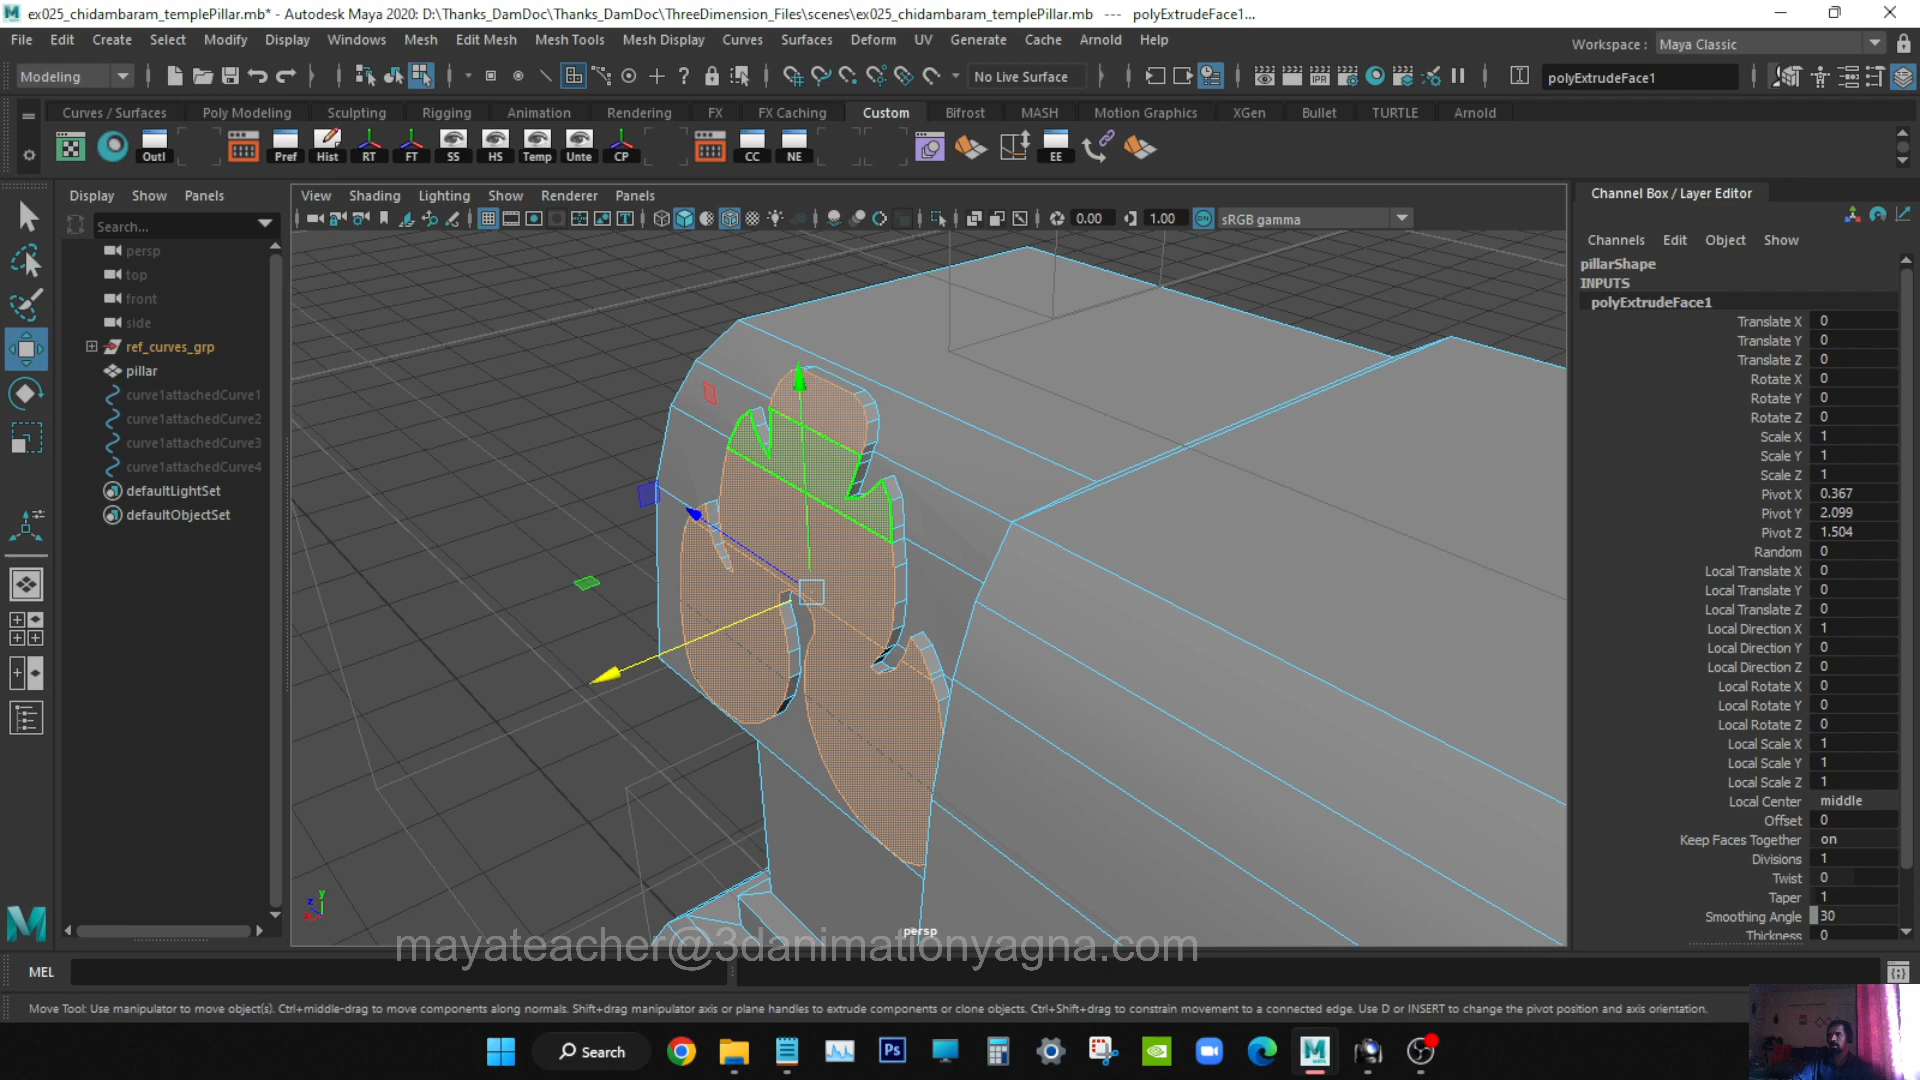 ex025_chidambaram_templePillar.mb* - Autodesk Maya 2020: D:\Thanks_DamDoc\Thanks_DamDoc\ThreeDimension_Files\scenes\ex025_chidambaram_templePillar.mb --- polyExtrudeFace1...
File Edit Create Select Modify Display Windows Mesh Edit Mesh Mesh Tools Mesh Display Curves Surfaces Deform UV Generate Cache Arnold Help
Workspace : Maya Classic
Modeling No Live Surface polyExtrudeFace1
Curves / Surfaces Poly Modeling Sculpting Rigging Animation Rendering FX FX Caching Custom Bifrost MASH Motion Graphics XGen Bullet TURTLE Arnold
Outl Pref Hist RT FT SS HS Temp Unte CP CC NE EE
Display Show Panels
Search...
persp
top
front
side
ref_curves_grp
pillar
curve1attachedCurve1
curve1attachedCurve2
curve1attachedCurve3
curve1attachedCurve4
defaultLightSet
defaultObjectSet
View Shading Lighting Show Renderer Panels
0.00 1.00 ON sRGB gamma
persp
mayateacher@3danimationyagna.com
Channel Box / Layer Editor
Channels Edit Object Show
pillarShape
INPUTS
polyExtrudeFace1
Translate X 0
Translate Y 0
Translate Z 0
Rotate X 0
Rotate Y 0
Rotate Z 0
Scale X 1
Scale Y 1
Scale Z 1
Pivot X 0.367
Pivot Y 2.099
Pivot Z 1.504
Random 0
Local Translate X 0
Local Translate Y 0
Local Translate Z 0
Local Direction X 1
Local Direction Y 0
Local Direction Z 0
Local Rotate X 0
Local Rotate Y 0
Local Rotate Z 0
Local Scale X 1
Local Scale Y 1
Local Scale Z 1
Local Center middle
Offset 0
Keep Faces Together on
Divisions 1
Twist 0
Taper 1
Smoothing Angle 30
Thickness 0
MEL
Move Tool: Use manipulator to move object(s). Ctrl+middle-drag to move components along normals. Shift+drag manipulator axis or plane handles to extrude components or clone objects. Ctrl+Shift+drag to constrain movement to a connected edge. Use D or INSERT to change the pivot position and axis orientation.
Search